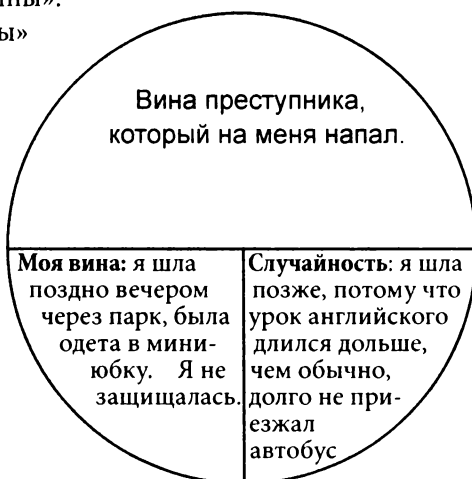 ины».
ы»
Вина преступника,
который на меня напал.
Моя вина: я шла
поздно вечером
через парк, была
одета в мини-
юбку. Я не
защищалась.
Случайность: я шла
позже, потому что
урок английского
длился дольше,
чем обычно,
долго не при-
езжал
автобус